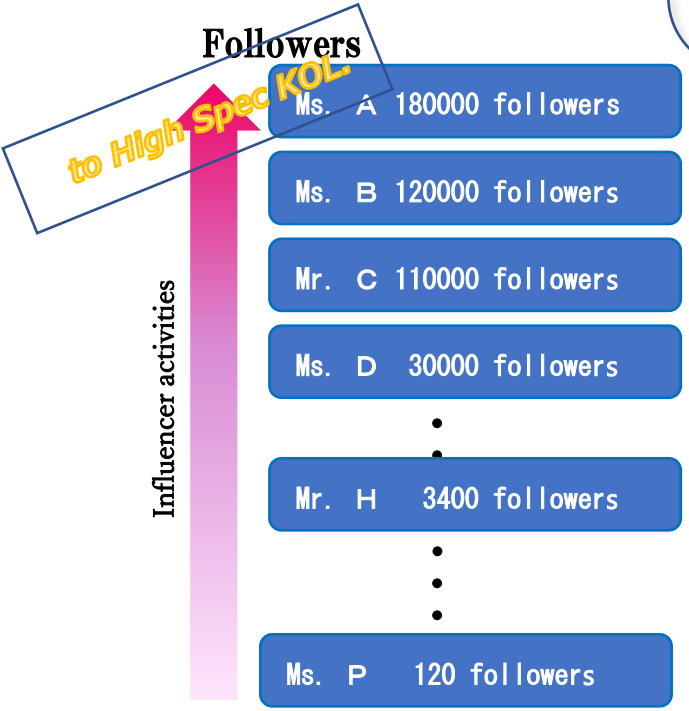 Followers
to High Spec KOL.
Ms. A 180000 followers
Ms. B 120000 followers
Mr. C 110000 followers
Ms. D 30000 followers
Influencer activities
Mr. H 3400 followers
Ms. P 120 followers